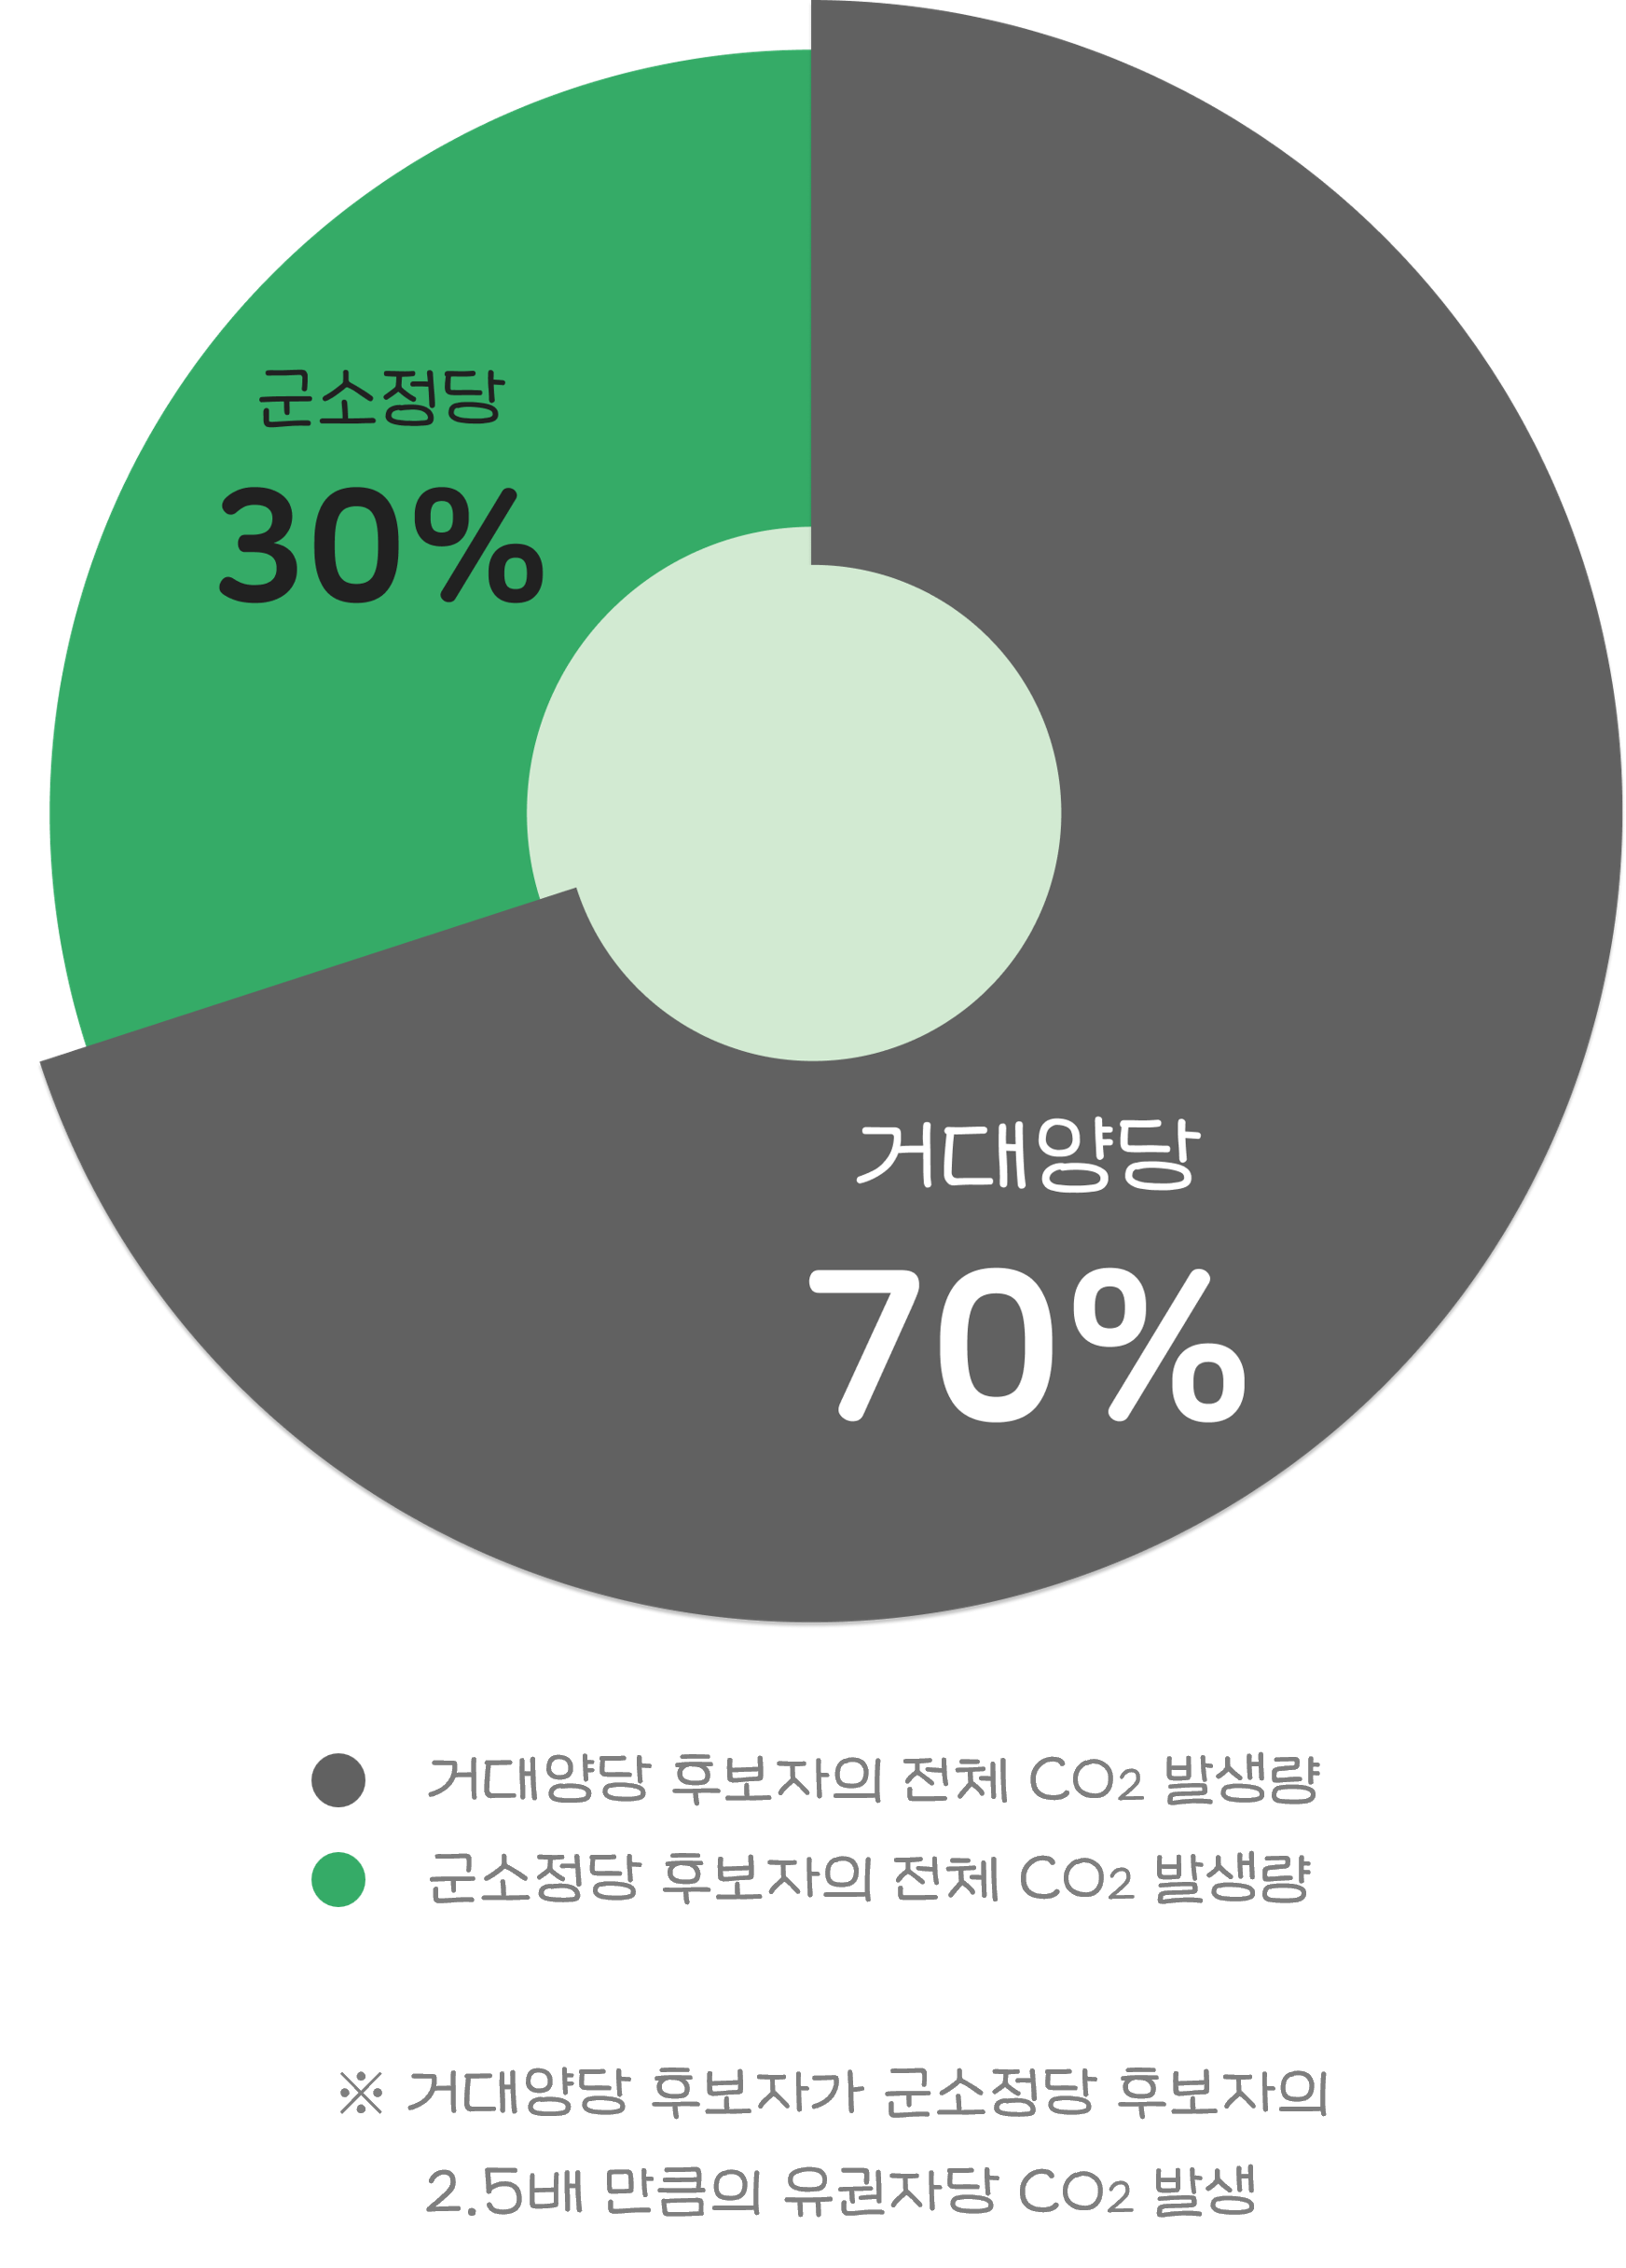 군소정당
30%
거대양당
70%
거대양당 후보자의 전체 CO2 발생량
군소정당 후보자의 전체 CO2 발생량
※ 거대양당 후보자가 군소정당 후보자의
2.5배 만큼의 유권자당 CO2 발생